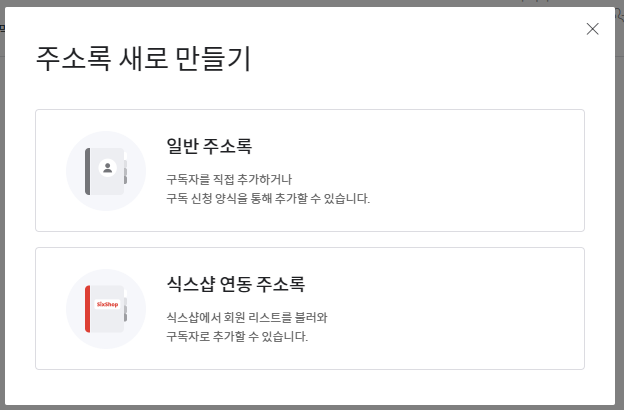 주소록 새로 만들기
일반 주소록
구독자를 직접 추가하거나
구독 신청 양식을 통해 추가할 수 있습니다.
식스샵 연동 주소록
SixShop
식스샵에서 회원 리스트를 불러와
구독자로 추가할 수 있습니다.